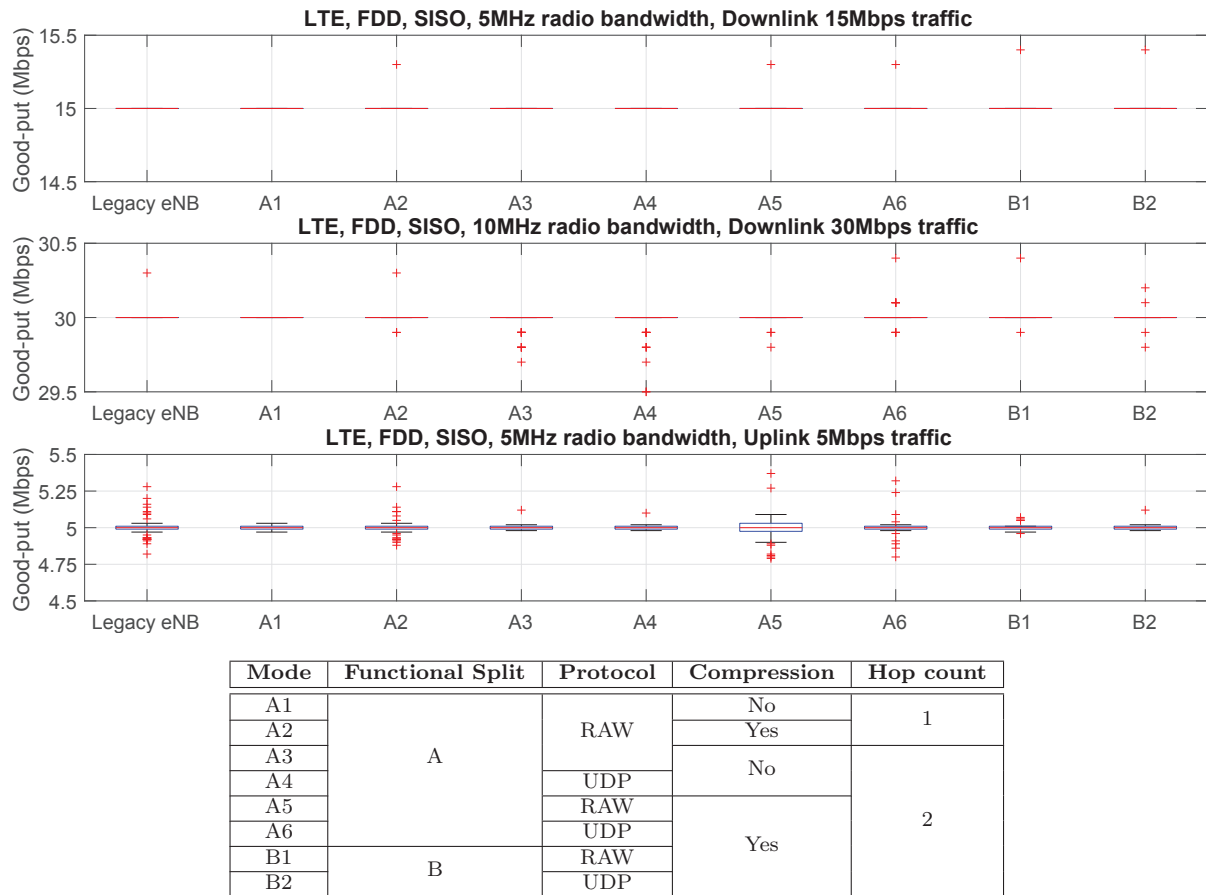 LTE, FDD, SISO, 5MHz radio bandwidth, Downlink 15Mbps traffic
Good-put (Mbps)
15.5
15
14.5
Legacy eNB A1 A2 A3 A4 A5 A6 B1 B2
LTE, FDD, SISO, 10MHz radio bandwidth, Downlink 30Mbps traffic
Good-put (Mbps)
30.5
30
29.5
Legacy eNB A1 A2 A3 A4 A5 A6 B1 B2
LTE, FDD, SISO, 5MHz radio bandwidth, Uplink 5Mbps traffic
Good-put (Mbps)
5.5
5.25
5
4.75
4.5
Legacy eNB A1 A2 A3 A4 A5 A6 B1 B2
Mode Functional Split Protocol Compression Hop count
A1 A RAW No 1
A2 Yes
A3 No 2
A4 UDP
A5 RAW Yes
A6 UDP
B1 B RAW
B2 UDP